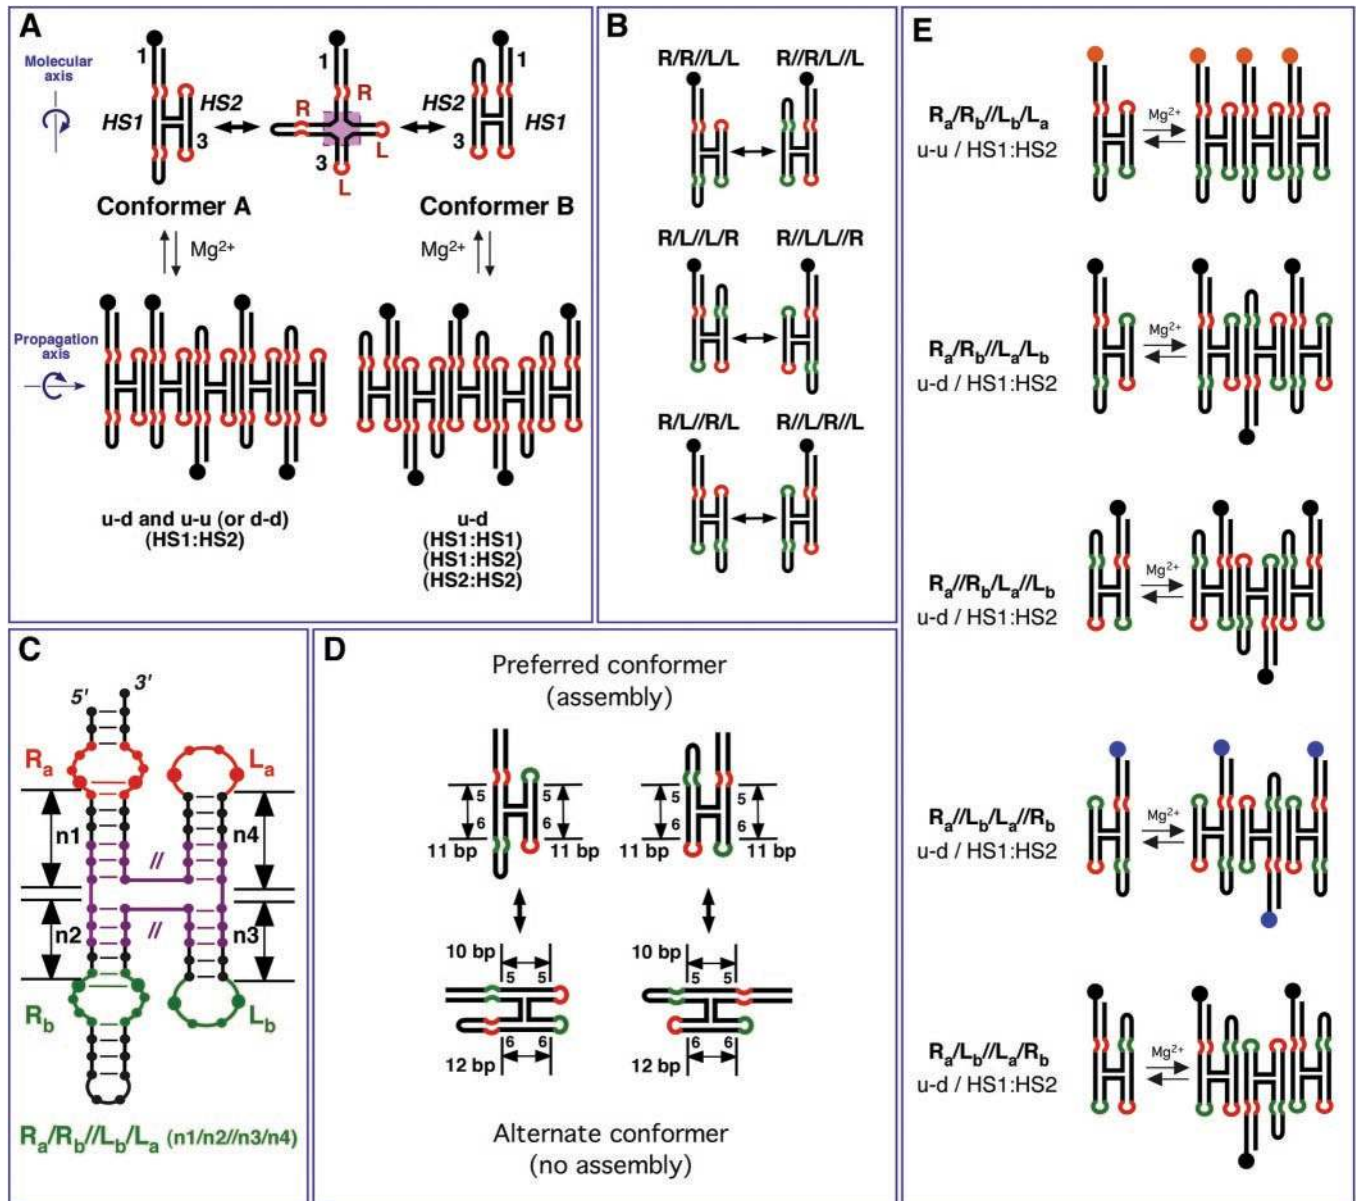 A
Molecular
axis
1
HS1
HS2
3
R
1
R
3
L
L
HS2
3
1
HS1
Conformer A
Conformer B
Mg²⁺
Mg²⁺
Propagation
axis
u-d and u-u (or d-d)
(HS1:HS2)
u-d
(HS1:HS1)
(HS1:HS2)
(HS2:HS2)
B
R/R//L/L
R//R/L//L
R/L//L/R
R//L/L//R
R/L//R/L
R//L/R//L
C
5'
3'
Ra
La
n1
n4
//
//
n2
n3
Rb
Lb
Ra/Rb//Lb/La (n1/n2//n3/n4)
D
Preferred conformer
(assembly)
5
6
5
6
11 bp
11 bp
5
6
5
6
11 bp
11 bp
10 bp
5
5
6
6
12 bp
10 bp
5
5
6
6
12 bp
Alternate conformer
(no assembly)
E
Ra/Rb//Lb/La
u-u / HS1:HS2
Mg²⁺
Ra/Rb//La/Lb
u-d / HS1:HS2
Mg²⁺
Ra//Rb/La//Lb
u-d / HS1:HS2
Mg²⁺
Ra//Lb/La//Rb
u-d / HS1:HS2
Mg²⁺
Ra/Lb//La/Rb
u-d / HS1:HS2
Mg²⁺